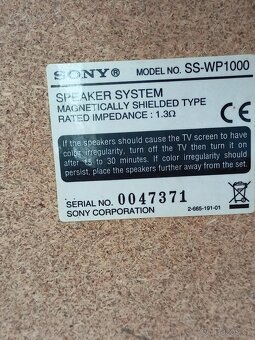 SONY® MODEL NO. SS-WP1000
SPEAKER SYSTEM
MAGNETICALLY SHIELDED TYPE
RATED IMPEDANCE : 1.3Ω
CE
If the speakers should cause the TV screen to have
color irregularity, turn off the TV then turn on
after 15 to 30 minutes. If color irregularity should
persist, place the speakers further away from the set.
SERIAL NO. 0047371
SONY CORPORATION 2-665-191-01